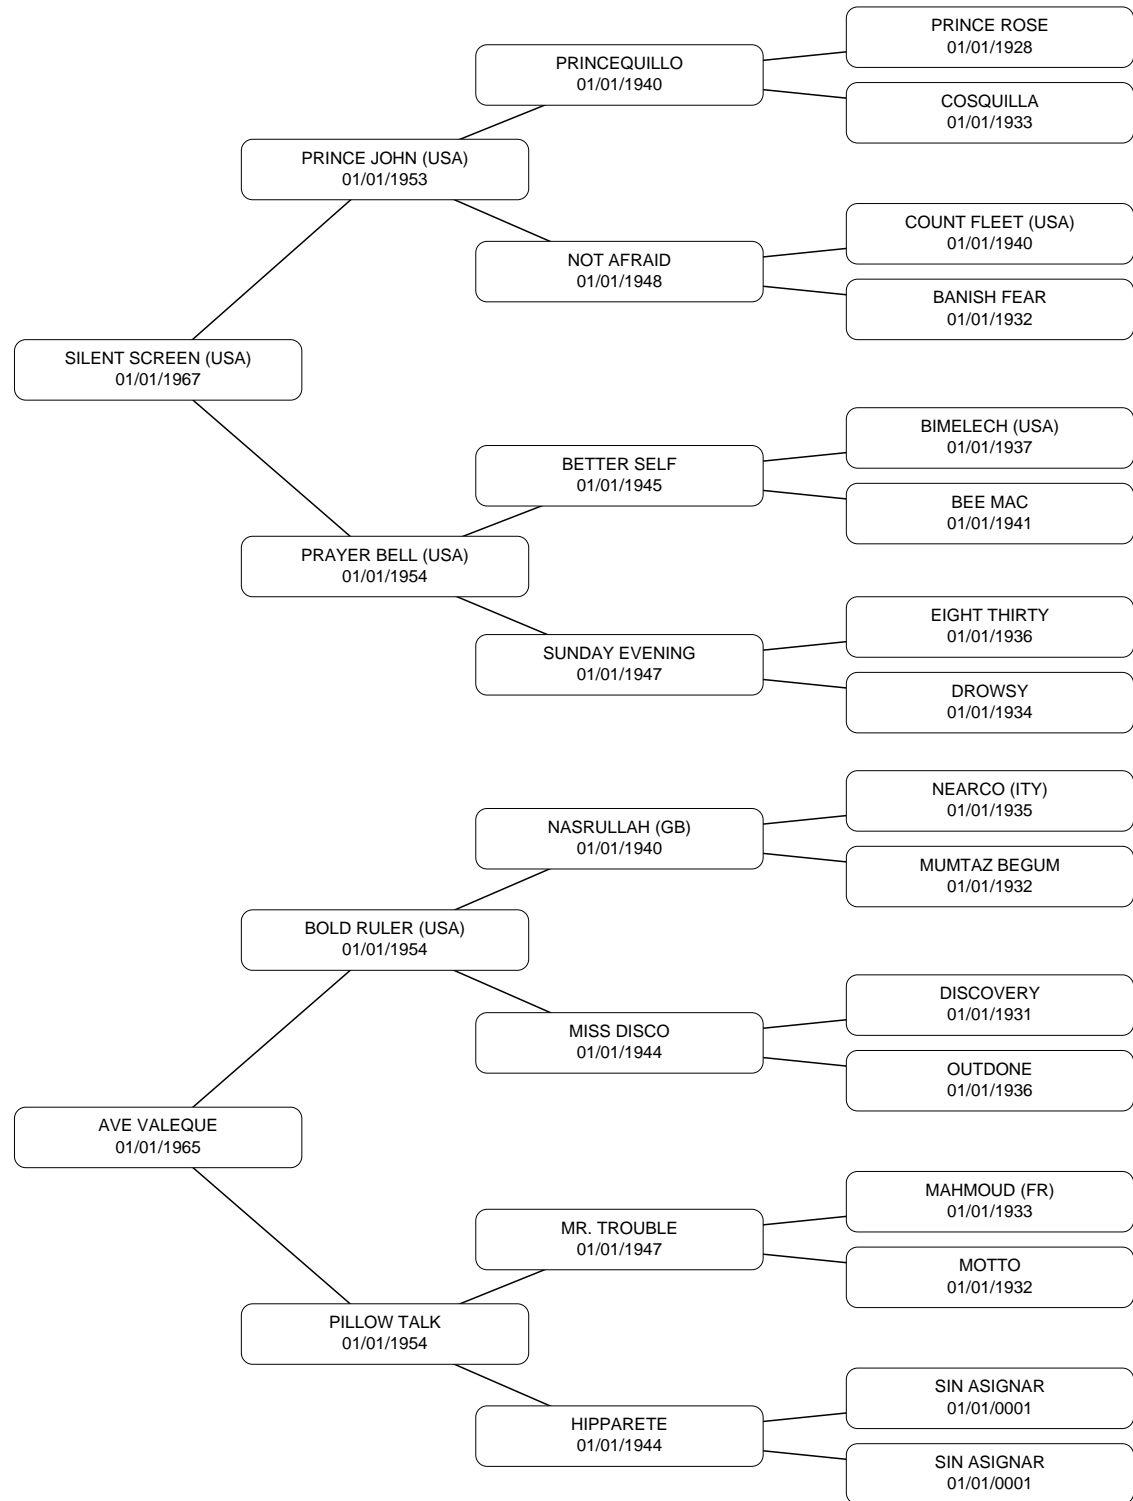 PRINCE ROSE
01/01/1928
PRINCEQUILLO
01/01/1940
COSQUILLA
01/01/1933
PRINCE JOHN (USA)
01/01/1953
COUNT FLEET (USA)
01/01/1940
NOT AFRAID
01/01/1948
BANISH FEAR
01/01/1932
SILENT SCREEN (USA)
01/01/1967
BIMELECH (USA)
01/01/1937
BETTER SELF
01/01/1945
BEE MAC
01/01/1941
PRAYER BELL (USA)
01/01/1954
EIGHT THIRTY
01/01/1936
SUNDAY EVENING
01/01/1947
DROWSY
01/01/1934
NEARCO (ITY)
01/01/1935
NASRULLAH (GB)
01/01/1940
MUMTAZ BEGUM
01/01/1932
BOLD RULER (USA)
01/01/1954
DISCOVERY
01/01/1931
MISS DISCO
01/01/1944
OUTDONE
01/01/1936
AVE VALEQUE
01/01/1965
MAHMOUD (FR)
01/01/1933
MR. TROUBLE
01/01/1947
MOTTO
01/01/1932
PILLOW TALK
01/01/1954
SIN ASIGNAR
01/01/0001
HIPPARETE
01/01/1944
SIN ASIGNAR
01/01/0001